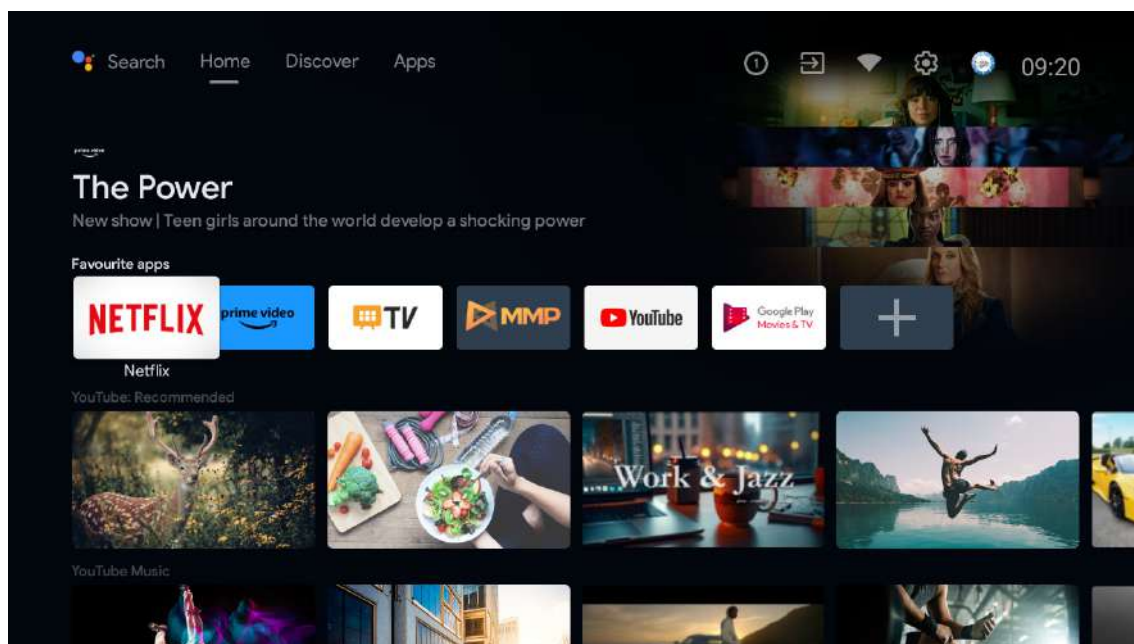 Search Home Discover Apps 1 09:20
prime video
The Power
New show | Teen girls around the world develop a shocking power
Favourite apps
NETFLIX prime video TV MMP YouTube Google Play
Movies & TV
Netflix
YouTube: Recommended
Work & Jazz
YouTube Music